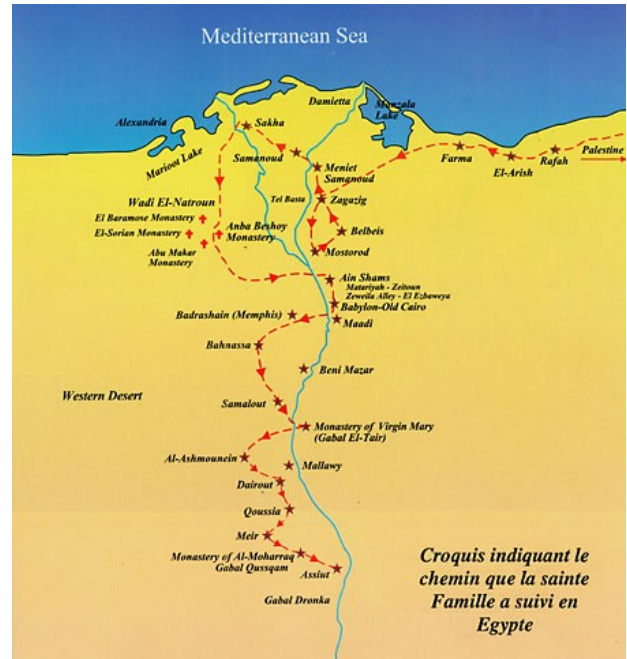 Mediterranean Sea
Damietta
Manzala
Lake
Alexandria
Sakha
Mariout Lake
Samanoud
Meniet
Samanoud
Farma
El-Arish
Rafah
Palestine
Wadi El-Natroun
Tel Basta
Zagazig
El Baramose Monastery
El-Sorian Monastery
Anba Beshoy
Monastery
Belbeis
Abu Makar
Monastery
Mostorod
Ain Shams
Matariyah - Zeitoun
Zeweila Alley - El Ezbaweya
Babylon-Old Cairo
Badrashain (Memphis)
Maadi
Bahnassa
Beni Mazar
Western Desert
Samalout
Monastery of Virgin Mary
(Gabal El-Tair)
Al-Ashmounein
Mallawy
Dairout
Qoussia
Meir
Monastery of Al-Moharraq
Gabal Qussqam
Assiut
Gabal Dronka
Croquis indiquant le
chemin que la sainte
Famille a suivi en
Egypte